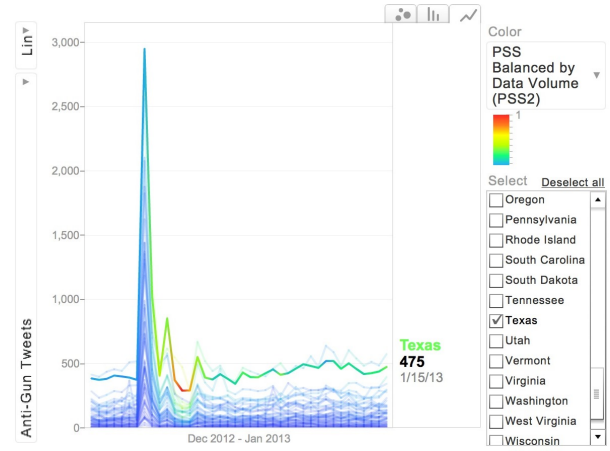 Lin
Anti-Gun Tweets
3,000
2,500
2,000
1,500
1,000
500
0
Dec 2012 - Jan 2013
Texas
475
1/15/13
Color
PSS
Balanced by
Data Volume
(PSS2)
1
Select Deselect all
Oregon
Pennsylvania
Rhode Island
South Carolina
South Dakota
Tennessee
Texas
Utah
Vermont
Virginia
Washington
West Virginia
Wisconsin